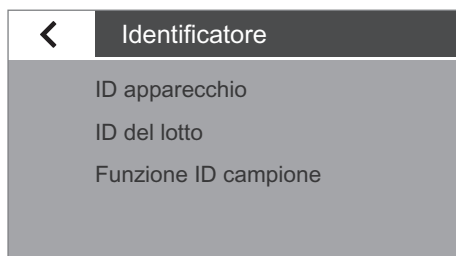 Identificatore
ID apparecchio
ID del lotto
Funzione ID campione